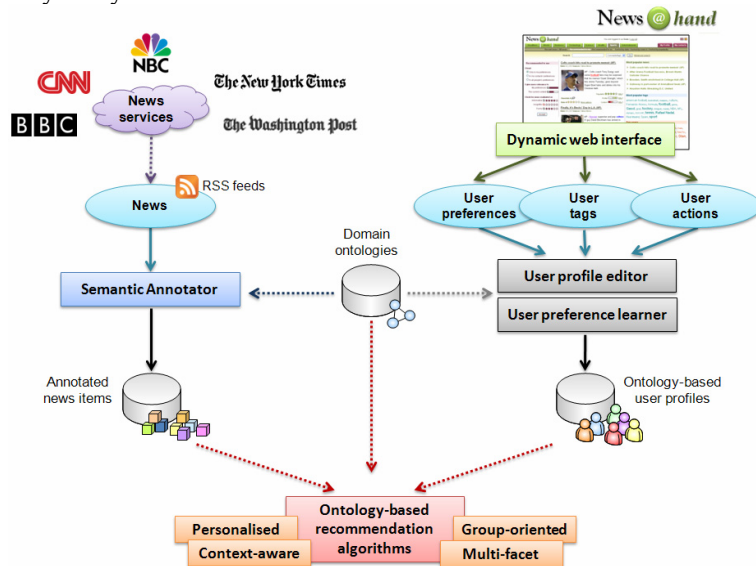 News @ hand
NBC
CNN
The New York Times
News
services
BBC
The Washington Post
Dynamic web interface
RSS feeds
News
User
preferences
User
tags
User
actions
Domain
ontologies
User profile editor
Semantic Annotator
User preference learner
Annotated
news items
Ontology-based
user profiles
Ontology-based
recommendation
algorithms
Personalised
Group-oriented
Context-aware
Multi-facet